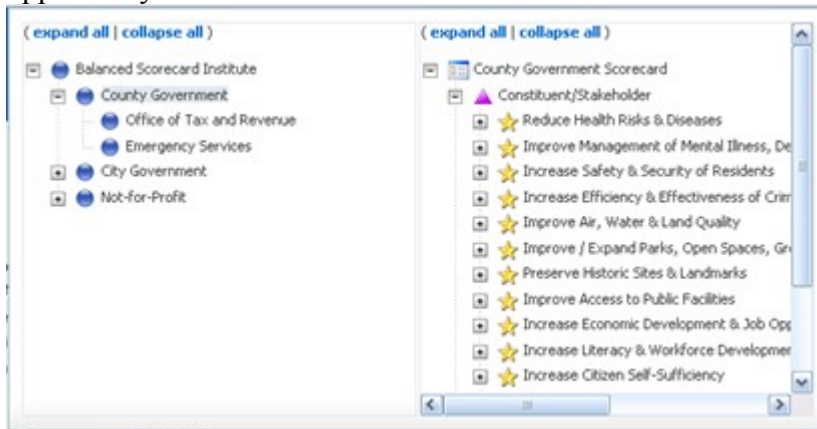 ( expand all | collapse all )
Balanced Scorecard Institute
County Government
Office of Tax and Revenue
Emergency Services
City Government
Not-for-Profit
( expand all | collapse all )
County Government Scorecard
Constituent/Stakeholder
Reduce Health Risks & Diseases
Improve Management of Mental Illness, De
Increase Safety & Security of Residents
Increase Efficiency & Effectiveness of Crim
Improve Air, Water & Land Quality
Improve / Expand Parks, Open Spaces, Gre
Preserve Historic Sites & Landmarks
Improve Access to Public Facilities
Increase Economic Development & Job Opp
Increase Literacy & Workforce Developmen
Increase Citizen Self-Sufficiency